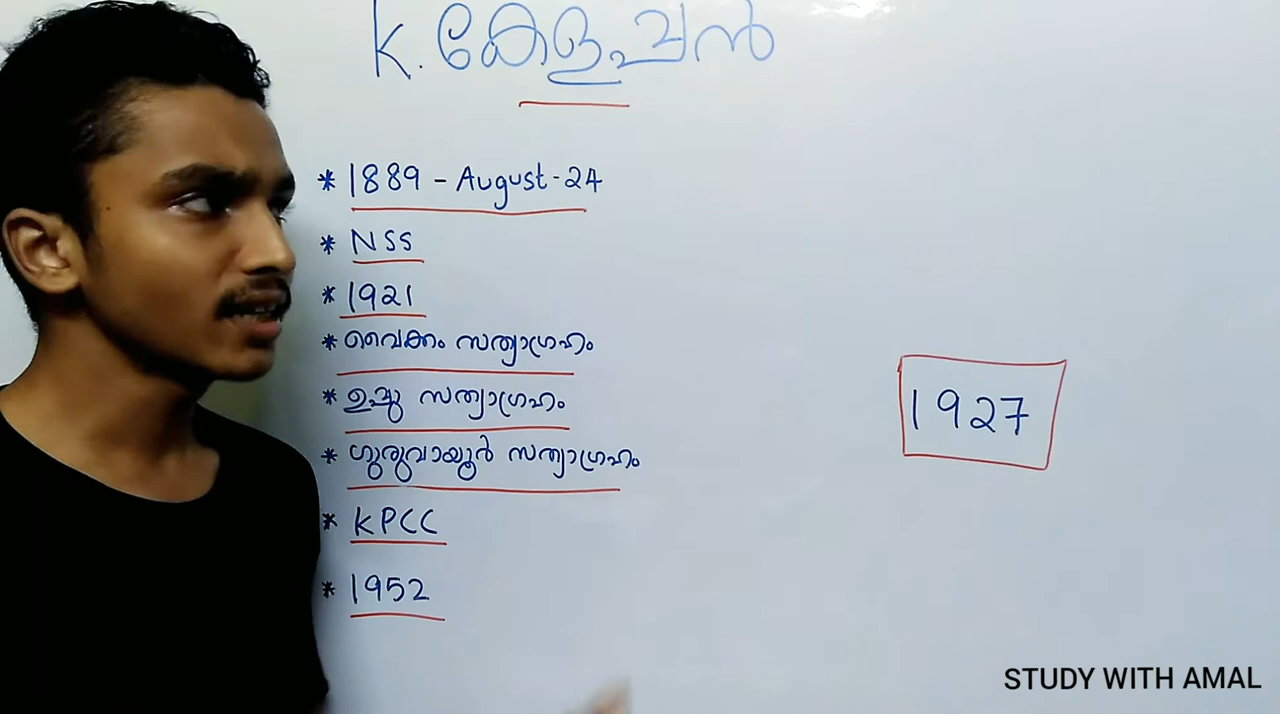 K. കേളപ്പൻ
* 1889 - August - 24
* NSS
* 1921
* വൈക്കം സത്യാഗ്രഹം
* ഉപ്പു സത്യാഗ്രഹം
* ഗുരുവായൂർ സത്യാഗ്രഹം
* KPCC
* 1952
1927
STUDY WITH AMAL